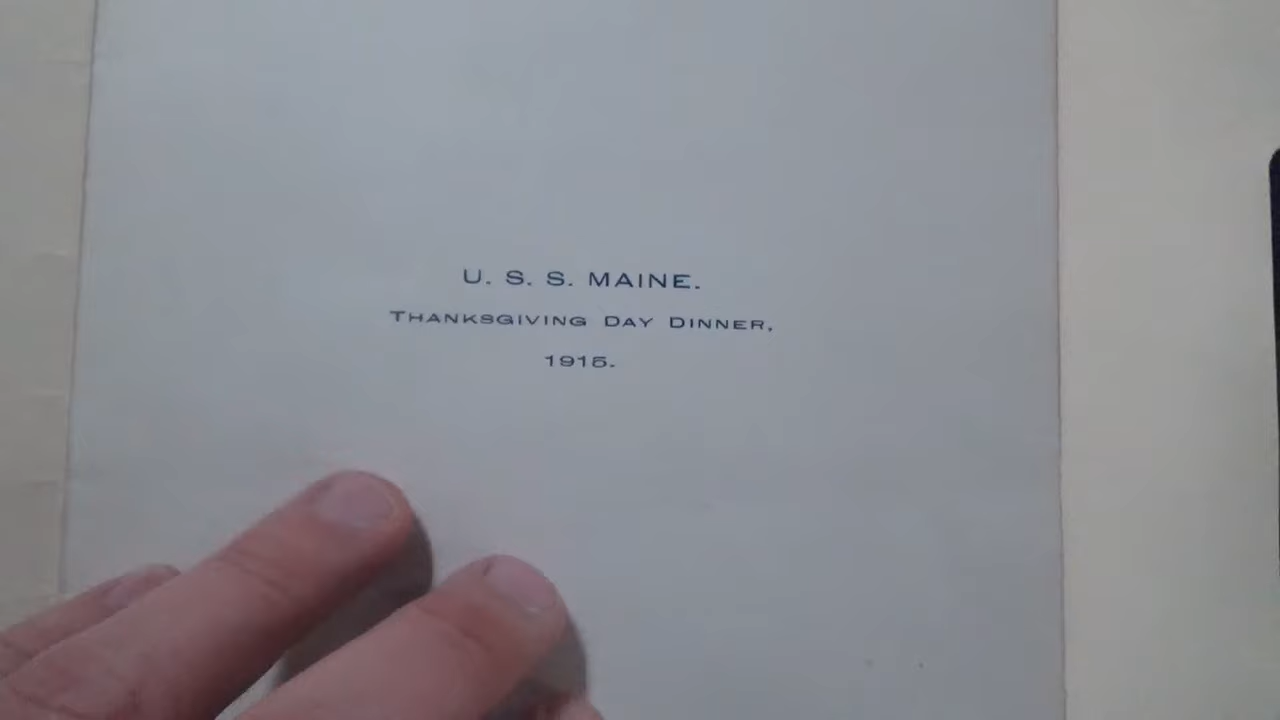 U. S. S. MAINE.
THANKSGIVING DAY DINNER,
1915.